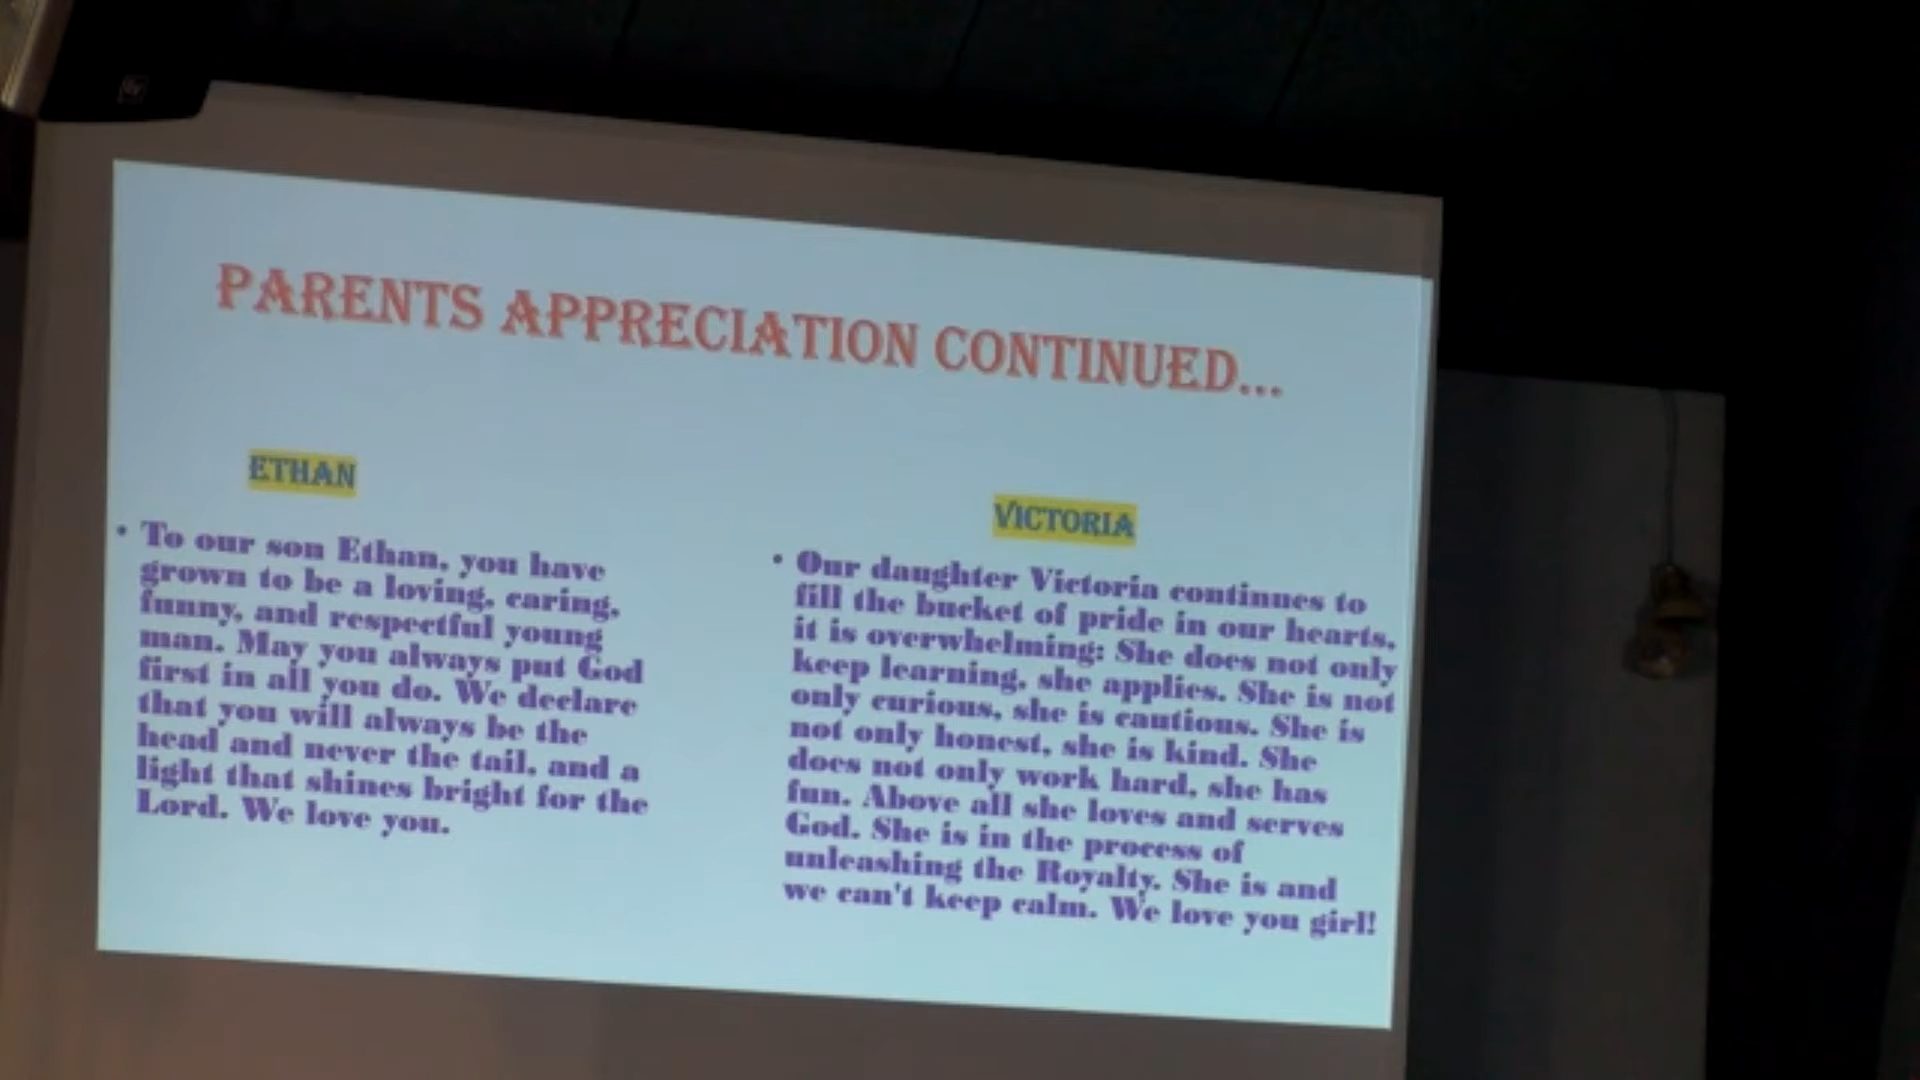 PARENTS APPRECIATION CONTINUED...
ETHAN
• To our son Ethan, you have
grown to be a loving, caring,
funny, and respectful young
man. May you always put God
first in all you do. We declare
that you will always be the
head and never the tail, and a
light that shines bright for the
Lord. We love you.
VICTORIA
• Our daughter Victoria continues to
fill the bucket of pride in our hearts,
it is overwhelming: She does not only
keep learning, she applies. She is not
only curious, she is cautious. She is
not only honest, she is kind. She
does not only work hard, she has
fun. Above all she loves and serves
God. She is in the process of
unleashing the Royalty. She is and
we can't keep calm. We love you girl!